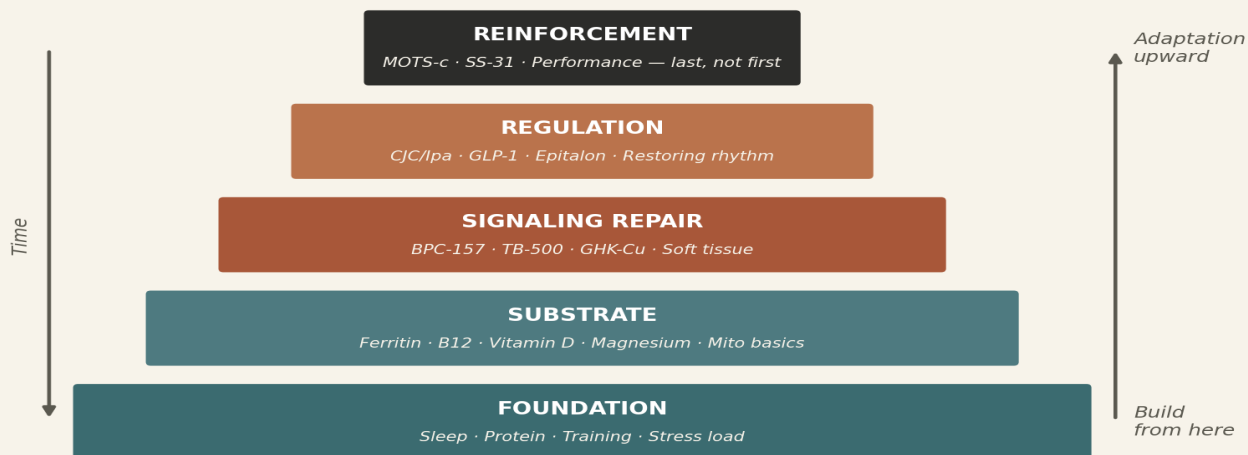 REINFORCEMENT
MOTS-c · SS-31 · Performance — last, not first
Adaptation
upward
REGULATION
CJC/Ipa · GLP-1 · Epitalon · Restoring rhythm
Time
SIGNALING REPAIR
BPC-157 · TB-500 · GHK-Cu · Soft tissue
SUBSTRATE
Ferritin · B12 · Vitamin D · Magnesium · Mito basics
FOUNDATION
Sleep · Protein · Training · Stress load
Build
from here